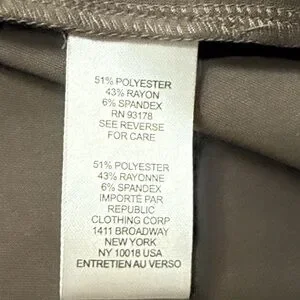 51% POLYESTER
43% RAYON
6% SPANDEX
RN 93178
SEE REVERSE
FOR CARE
51% POLYESTER
43% RAYONNE
6% SPANDEX
IMPORTÉ PAR
REPUBLIC
CLOTHING CORP
1411 BROADWAY
NEW YORK
NY 10018 USA
ENTRETIEN AU VERSO